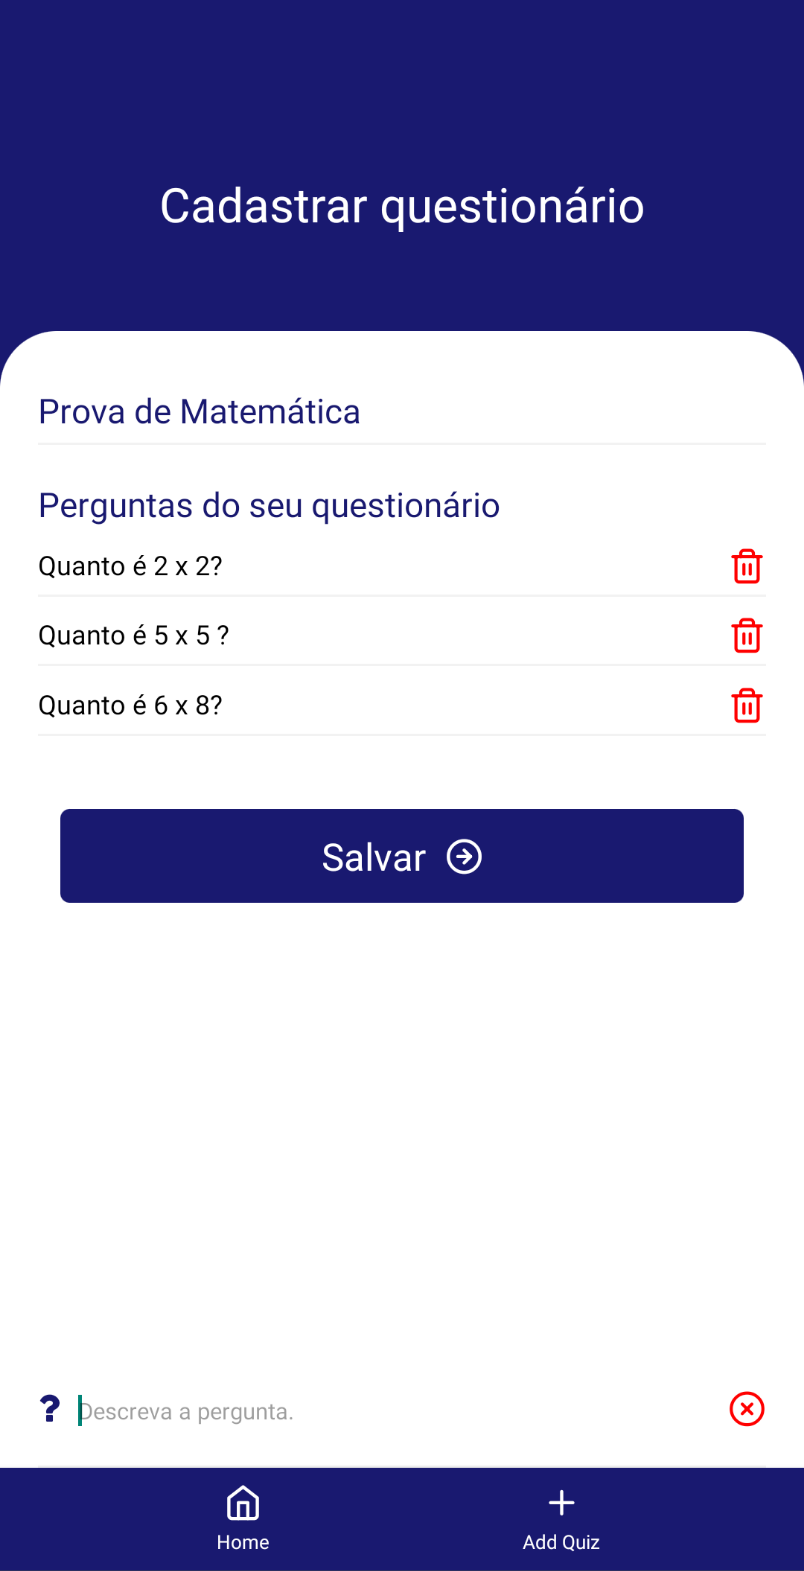 Cadastrar questionário
Prova de Matemática
Perguntas do seu questionário
Quanto é 2 x 2?
Quanto é 5 x 5 ?
Quanto é 6 x 8?
Salvar
? Descreva a pergunta.
Home
Add Quiz